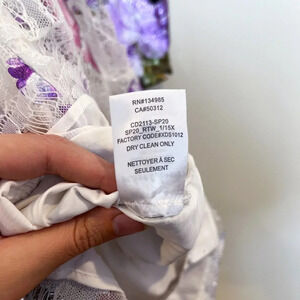 RN#134985
CA#50312
CD2113-SP20
SP20_RTW_1/15X
FACTORY CODE#XDS1012
DRY CLEAN ONLY
NETTOYER À SEC
SEULEMENT